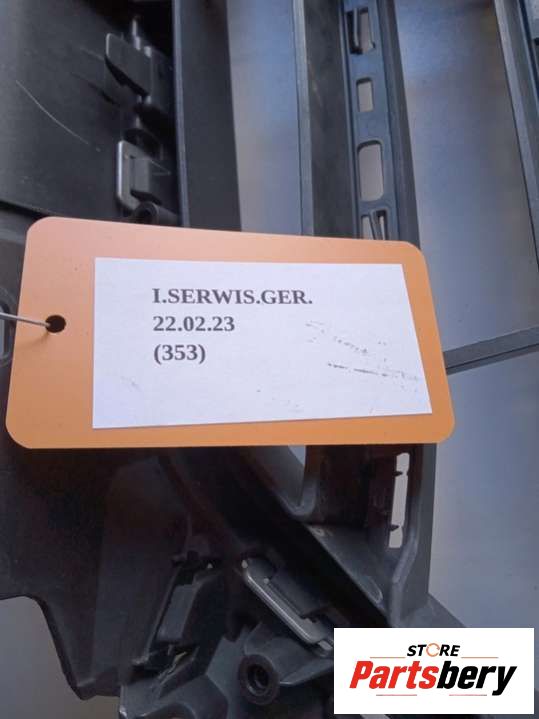 I.SERWIS.GER.
22.02.23
(353)
STORE
Partsbery